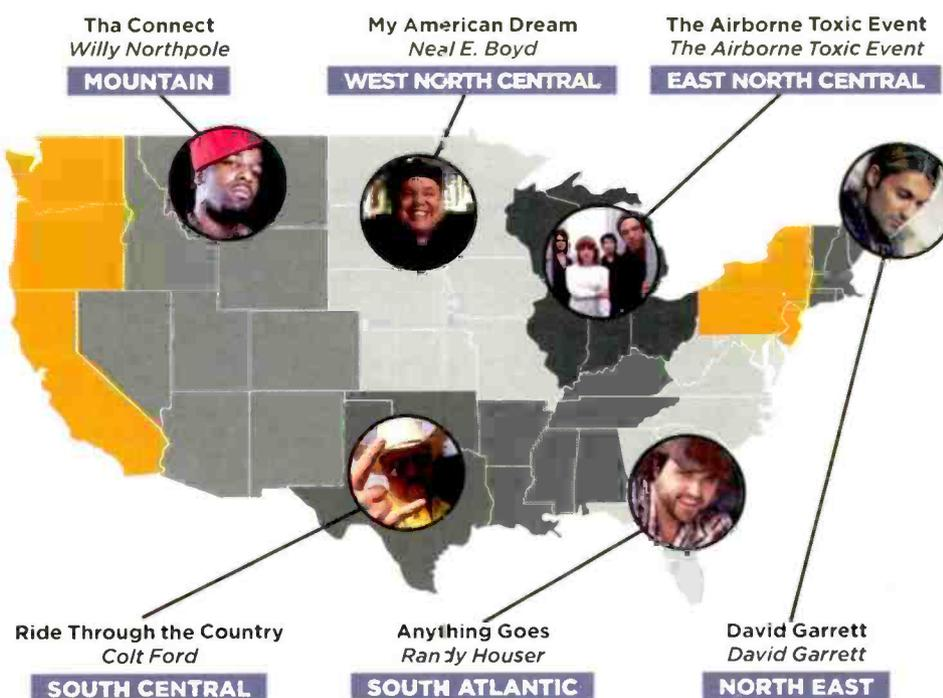 Tha Connect
Willy Northpole
MOUNTAIN
My American Dream
Neal E. Boyd
WEST NORTH CENTRAL
The Airborne Toxic Event
The Airborne Toxic Event
EAST NORTH CENTRAL
Ride Through the Country
Colt Ford
SOUTH CENTRAL
Anything Goes
Randy Houser
SOUTH ATLANTIC
David Garrett
David Garrett
NORTH EAST